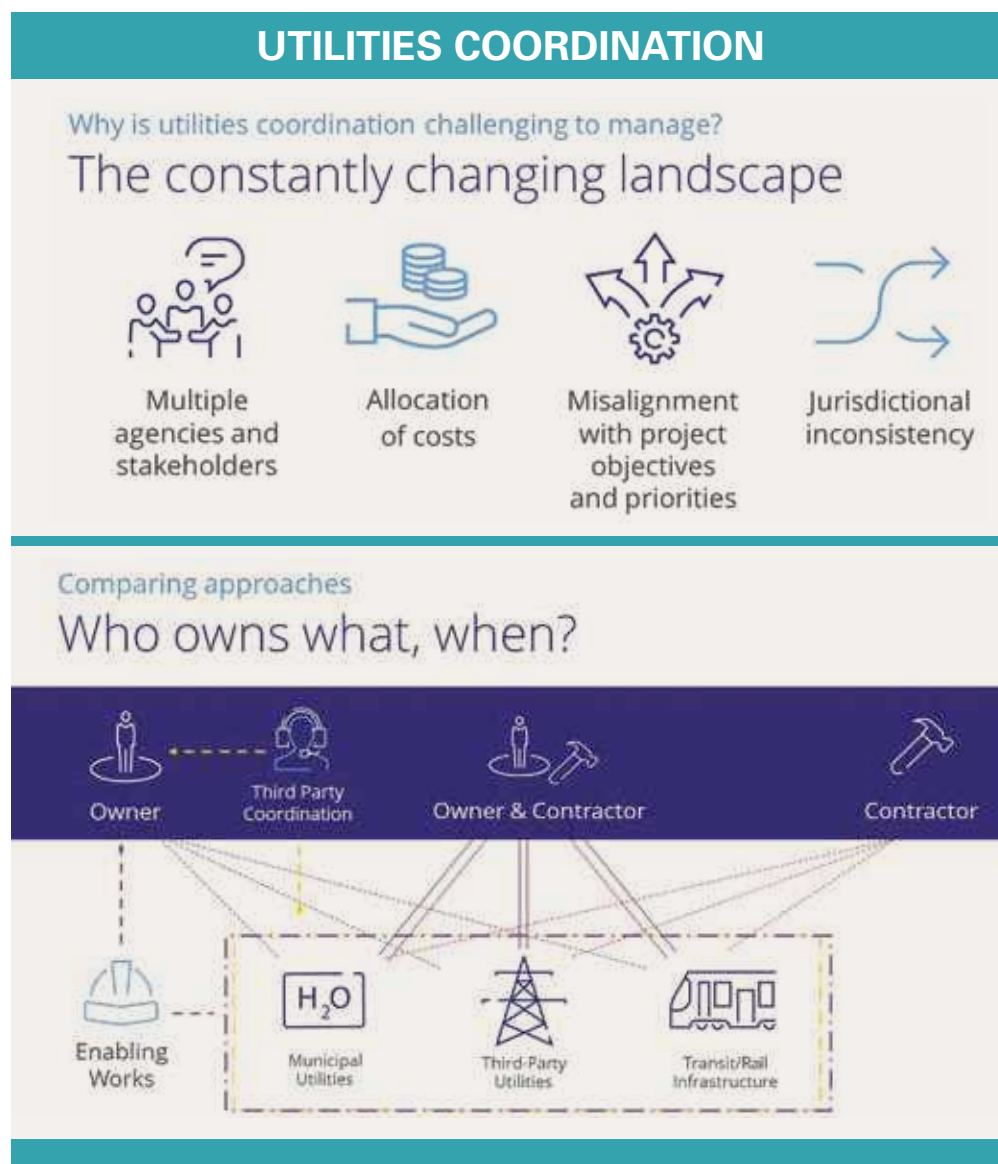 UTILITIES COORDINATION
Why is utilities coordination challenging to manage?
The constantly changing landscape
Multiple
agencies and
stakeholders
Allocation
of costs
Misalignment
with project
objectives
and priorities
Jurisdictional
inconsistency
Comparing approaches
Who owns what, when?
Owner
Third Party
Coordination
Owner & Contractor
Contractor
Enabling
Works
H₂O
Municipal
Utilities
Third-Party
Utilities
Transit/Rail
Infrastructure